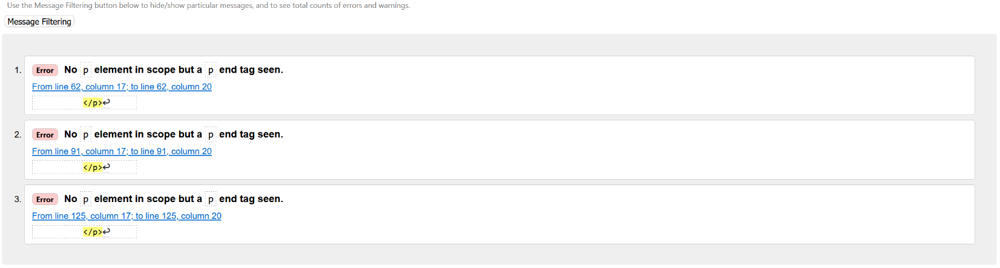 Use the Message Filtering button below to hide/show particular messages, and to see total counts of errors and warnings.
Message Filtering
1. Error No p element in scope but a p end tag seen.
From line 62, column 17; to line 62, column 20
</p>↩
2. Error No p element in scope but a p end tag seen.
From line 91, column 17; to line 91, column 20
</p>↩
3. Error No p element in scope but a p end tag seen.
From line 125, column 17; to line 125, column 20
</p>↩